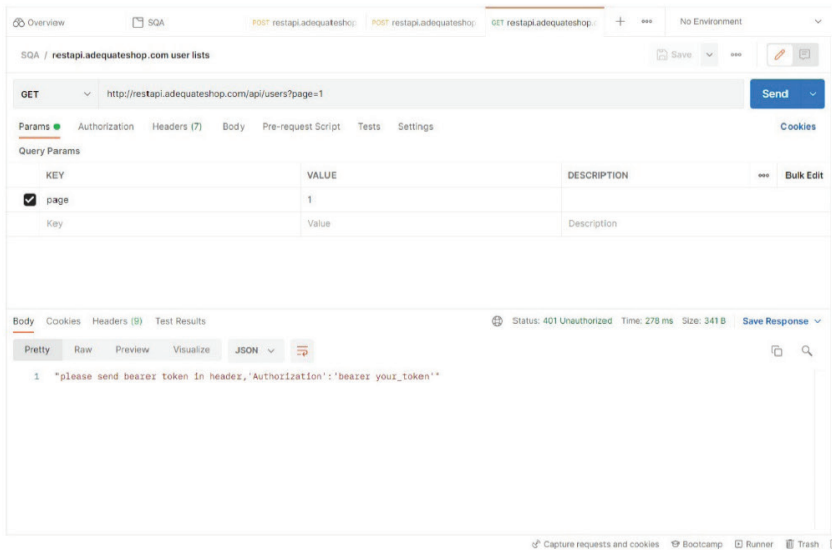 Overview SQA POST restapi.adequateshop POST restapi.adequateshop GET restapi.adequateshop. + ooo No Environment
SQA / restapi.adequateshop.com user lists Save ooo
GET http://restapi.adequateshop.com/api/users?page=1 Send
Params Authorization Headers (7) Body Pre-request Script Tests Settings Cookies
Query Params
KEY VALUE DESCRIPTION ooo Bulk Edit
page 1
Key Value Description
Body Cookies Headers (9) Test Results Status: 401 Unauthorized Time: 278 ms Size: 341 B Save Response
Pretty Raw Preview Visualize JSON
1 "please send bearer token in header,'Authorization':'bearer your_token'"
Capture requests and cookies Bootcamp Runner Trash